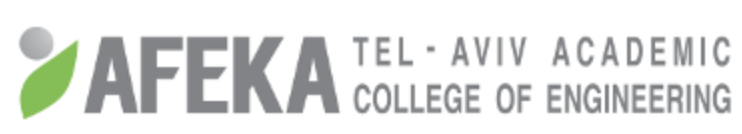 AFEKA
TEL - AVIV ACADEMIC
COLLEGE OF ENGINEERING